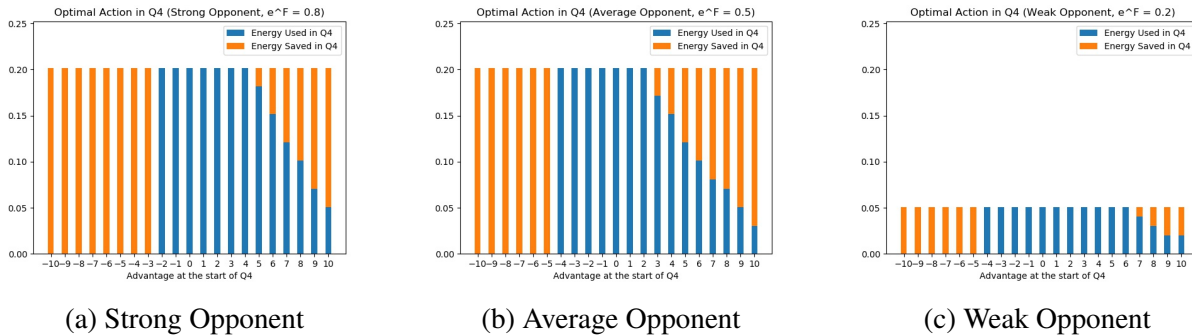 Optimal Action in Q4 (Strong Opponent, e^F = 0.8)
0.25
0.20
0.15
0.10
0.05
0.00
Energy Used in Q4
Energy Saved in Q4
−10−9 −8 −7 −6 −5 −4 −3 −2 −1 0 1 2 3 4 5 6 7 8 9 10
Advantage at the start of Q4
(a) Strong Opponent
Optimal Action in Q4 (Average Opponent, e^F = 0.5)
0.25
0.20
0.15
0.10
0.05
0.00
Energy Used in Q4
Energy Saved in Q4
−10−9 −8 −7 −6 −5 −4 −3 −2 −1 0 1 2 3 4 5 6 7 8 9 10
Advantage at the start of Q4
(b) Average Opponent
Optimal Action in Q4 (Weak Opponent, e^F = 0.2)
0.25
0.20
0.15
0.10
0.05
0.00
Energy Used in Q4
Energy Saved in Q4
−10−9 −8 −7 −6 −5 −4 −3 −2 −1 0 1 2 3 4 5 6 7 8 9 10
Advantage at the start of Q4
(c) Weak Opponent